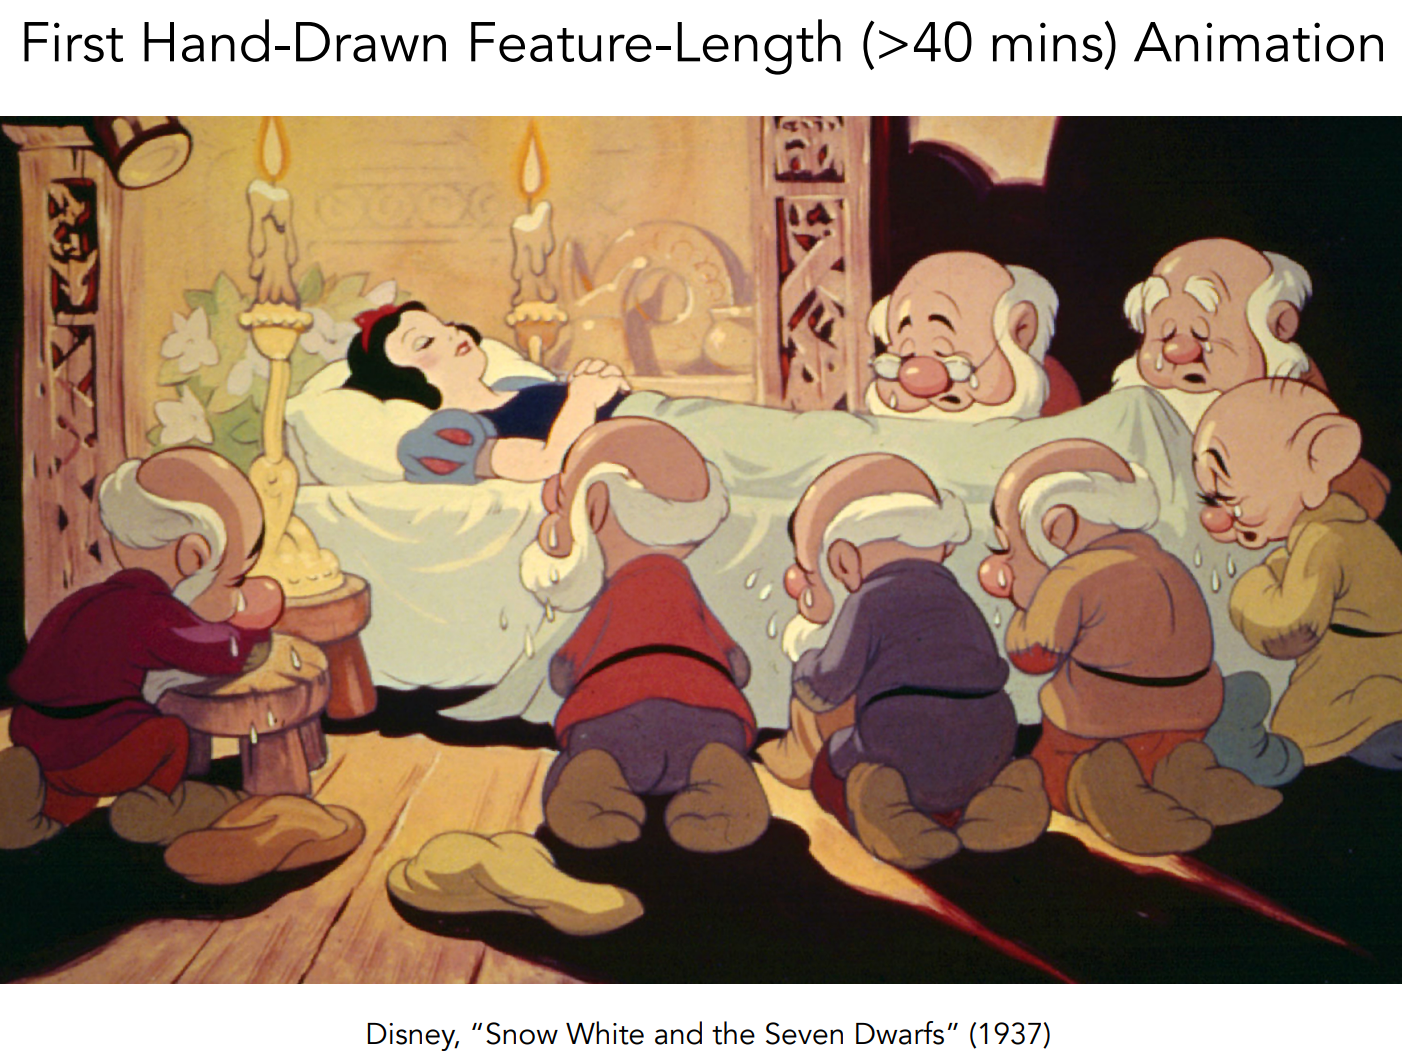 First Hand-Drawn Feature-Length (>40 mins) Animation
Disney, “Snow White and the Seven Dwarfs” (1937)